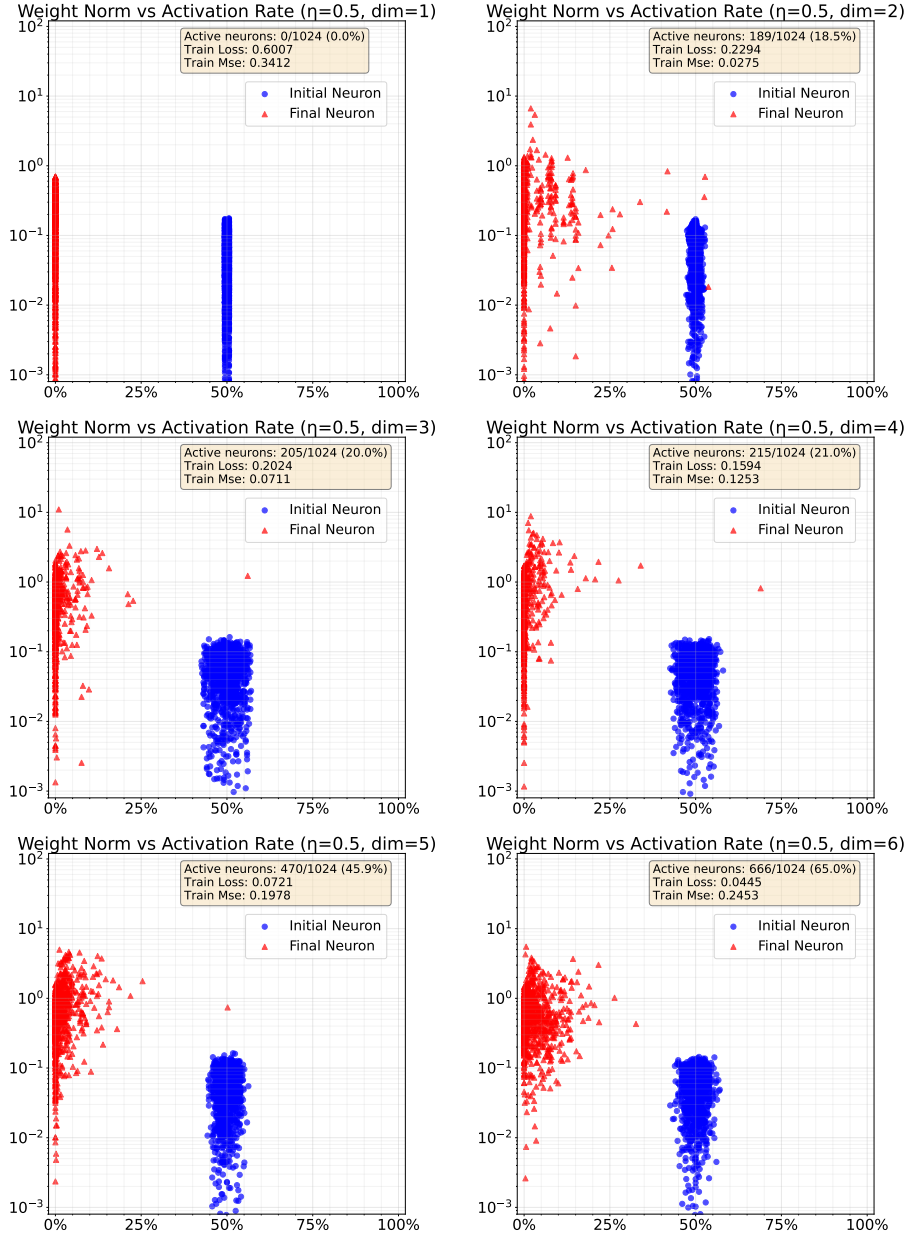 Weight Norm vs Activation Rate (η=0.5, dim=1)
Active neurons: 0/1024 (0.0%)
Train Loss: 0.6007
Train Mse: 0.3412
Initial Neuron
Final Neuron
10²
10¹
10⁰
10⁻¹
10⁻²
10⁻³
0% 25% 50% 75% 100%
Weight Norm vs Activation Rate (η=0.5, dim=2)
Active neurons: 189/1024 (18.5%)
Train Loss: 0.2294
Train Mse: 0.0275
Initial Neuron
Final Neuron
10²
10¹
10⁰
10⁻¹
10⁻²
10⁻³
0% 25% 50% 75% 100%
Weight Norm vs Activation Rate (η=0.5, dim=3)
Active neurons: 205/1024 (20.0%)
Train Loss: 0.2024
Train Mse: 0.0711
Initial Neuron
Final Neuron
10²
10¹
10⁰
10⁻¹
10⁻²
10⁻³
0% 25% 50% 75% 100%
Weight Norm vs Activation Rate (η=0.5, dim=4)
Active neurons: 215/1024 (21.0%)
Train Loss: 0.1594
Train Mse: 0.1253
Initial Neuron
Final Neuron
10²
10¹
10⁰
10⁻¹
10⁻²
10⁻³
0% 25% 50% 75% 100%
Weight Norm vs Activation Rate (η=0.5, dim=5)
Active neurons: 470/1024 (45.9%)
Train Loss: 0.0721
Train Mse: 0.1978
Initial Neuron
Final Neuron
10²
10¹
10⁰
10⁻¹
10⁻²
10⁻³
0% 25% 50% 75% 100%
Weight Norm vs Activation Rate (η=0.5, dim=6)
Active neurons: 666/1024 (65.0%)
Train Loss: 0.0445
Train Mse: 0.2453
Initial Neuron
Final Neuron
10²
10¹
10⁰
10⁻¹
10⁻²
10⁻³
0% 25% 50% 75% 100%